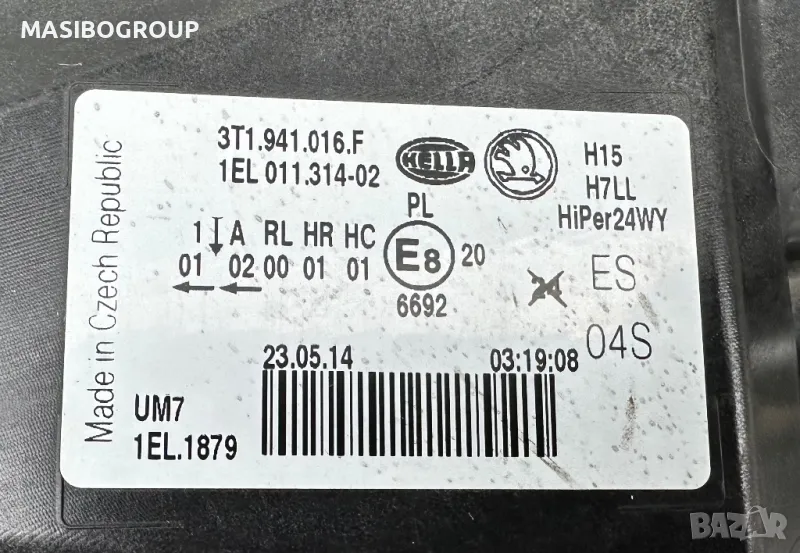 MASIBOGROUP
Made in Czech Republic
3T1.941.016.F
1EL 011.314-02
HELLA
H15
H7LL
HiPer24WY
PL
1 A RL HR HC
01 02 00 01 01
E8 20
6692
24 ES
04S
23.05.14 03:19:08
UM7
1EL.1879
BAZAR